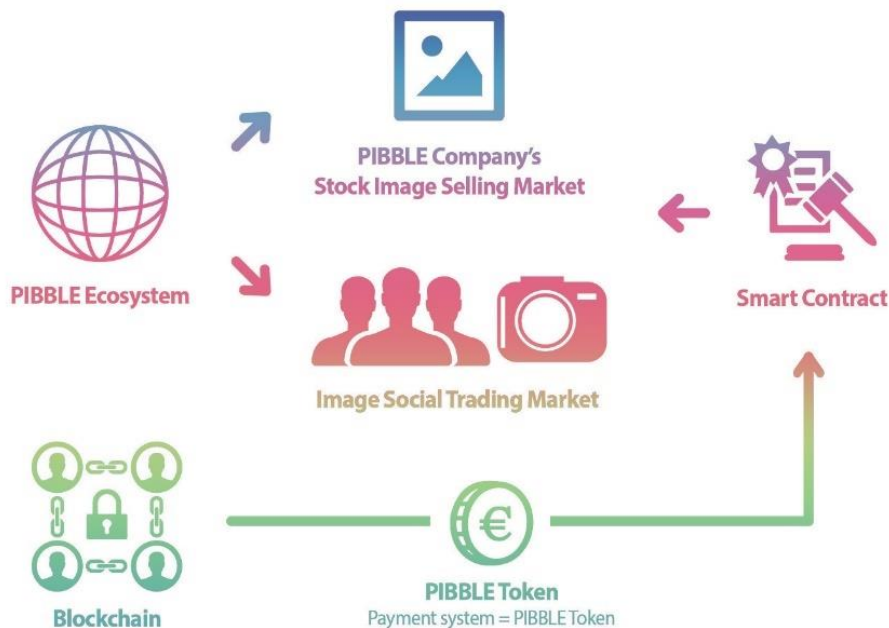 PIBBLE Company's
Stock Image Selling Market
PIBBLE Ecosystem
Smart Contract
Image Social Trading Market
€
PIBBLE Token
Payment system = PIBBLE Token
Blockchain